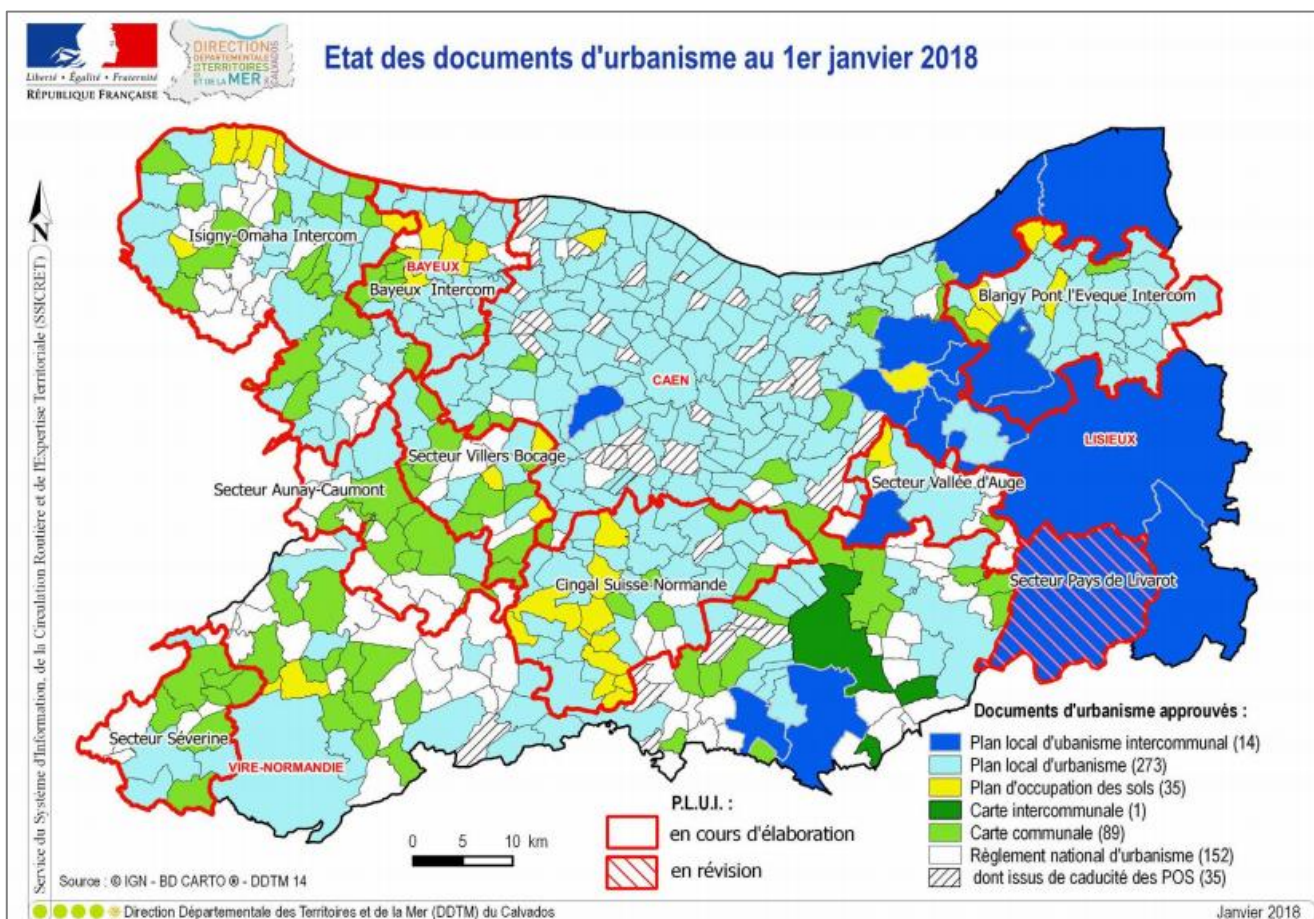 Liberté • Égalité • Fraternité
RÉPUBLIQUE FRANÇAISE
DIRECTION
DÉPARTEMENTALE
DES TERRITOIRES
ET DE LA MER
CALVADOS
Etat des documents d'urbanisme au 1er janvier 2018
N
Service du Système d'Information, de la Circulation Routière et de l'Expertise Territoriale (SSICRET)
Isigny-Omaha Intercom
BAYEUX
Bayeux Intercom
Blangy Pont l'Eveque Intercom
CAEN
LISIEUX
Secteur Villers Bocage
Secteur Aunay-Caumont
Secteur Vallée d'Auge
Cingal Suisse Normande
Secteur Pays de Livarot
Secteur Séverine
VIRE-NORMANDIE
Documents d'urbanisme approuvés :
Plan local d'ubanisme intercommunal (14)
Plan local d'urbanisme (273)
Plan d'occupation des sols (35)
Carte intercommunale (1)
Carte communale (89)
Règlement national d'urbanisme (152)
dont issus de caducité des POS (35)
P.L.U.I. :
en cours d'élaboration
en révision
0 5 10 km
Source : © IGN - BD CARTO ® - DDTM 14
Direction Départementale des Territoires et de la Mer (DDTM) du Calvados
Janvier 2018